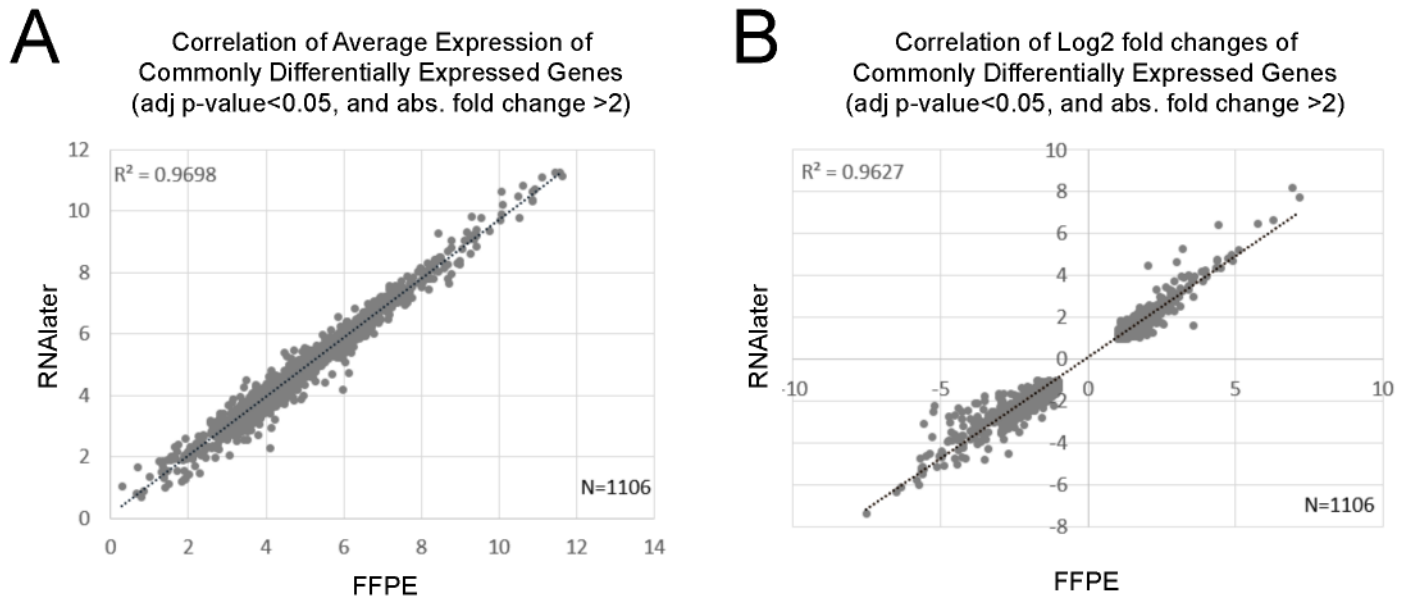 A
Correlation of Average Expression of
Commonly Differentially Expressed Genes
(adj p-value<0.05, and abs. fold change >2)
RNAlater
12
10
8
6
4
2
0
R² = 0.9698
N=1106
0 2 4 6 8 10 12 14
FFPE
B
Correlation of Log2 fold changes of
Commonly Differentially Expressed Genes
(adj p-value<0.05, and abs. fold change >2)
RNAlater
R² = 0.9627
10
8
6
4
2
0
-2
-4
-6
-8
-10 -5 0 5 10
N=1106
FFPE